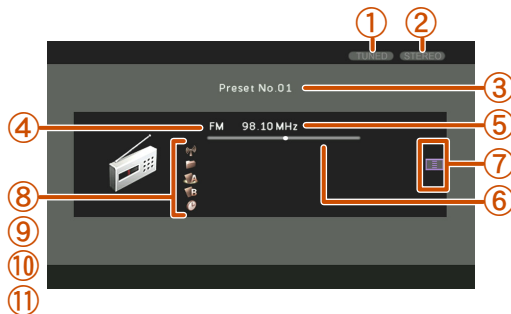 ① ②
TUNED STEREO
Preset No.01 ③
④ FM 98.10 MHz ⑤
⑦
⑧ ⑥
⑨
⑩
⑪